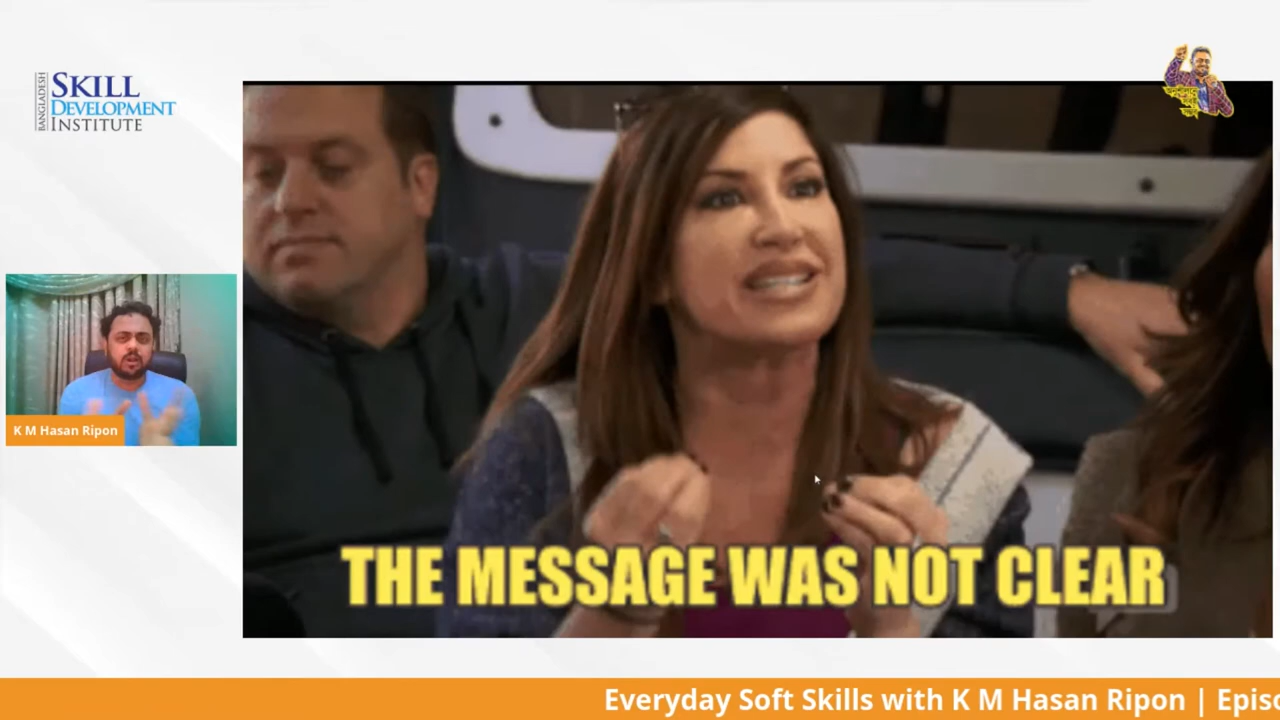 BANGLADESH
SKILL
DEVELOPMENT
INSTITUTE
K M Hasan Ripon
THE MESSAGE WAS NOT CLEAR
Everyday Soft Skills with K M Hasan Ripon | Episo